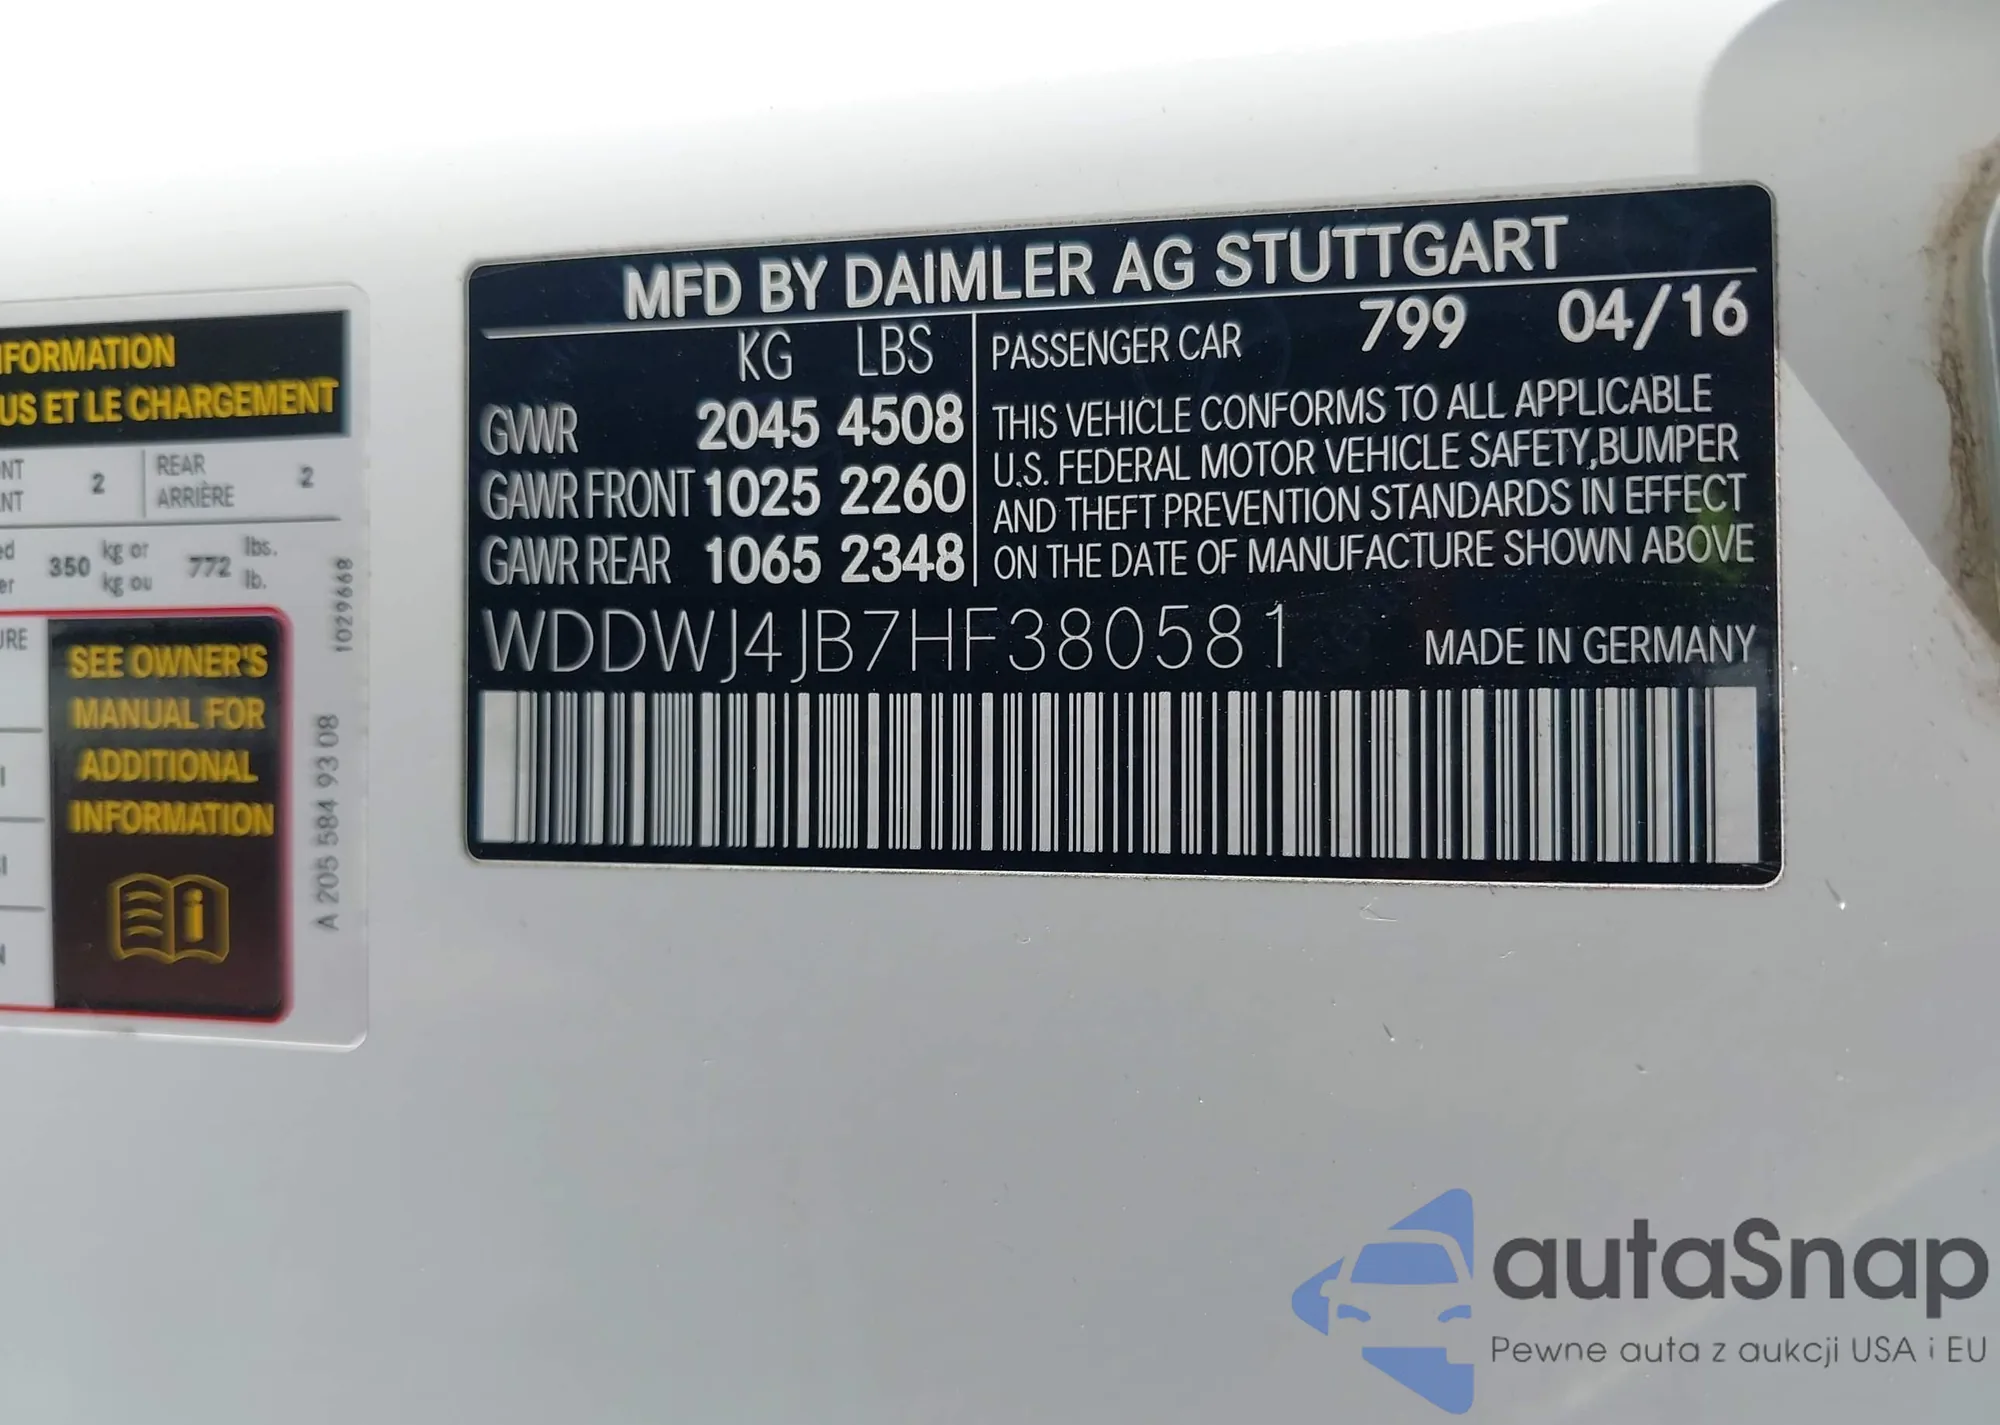 MFD BY DAIMLER AG STUTTGART
KG LBS
GVWR 2045 4508
GAWR FRONT 1025 2260
GAWR REAR 1065 2348
PASSENGER CAR 799 04/16
THIS VEHICLE CONFORMS TO ALL APPLICABLE
U.S. FEDERAL MOTOR VEHICLE SAFETY,BUMPER
AND THEFT PREVENTION STANDARDS IN EFFECT
ON THE DATE OF MANUFACTURE SHOWN ABOVE
WDDWJ4JB7HF380581
MADE IN GERMANY
NFORMATION
US ET LE CHARGEMENT
REAR
ARRIÈRE
2
2
350 kg or
kg ou
772 lbs.
lb.
1029668
SEE OWNER'S
MANUAL FOR
ADDITIONAL
INFORMATION
A 205 584 93 08
autaSnap
Pewne auta z aukcji USA i EU